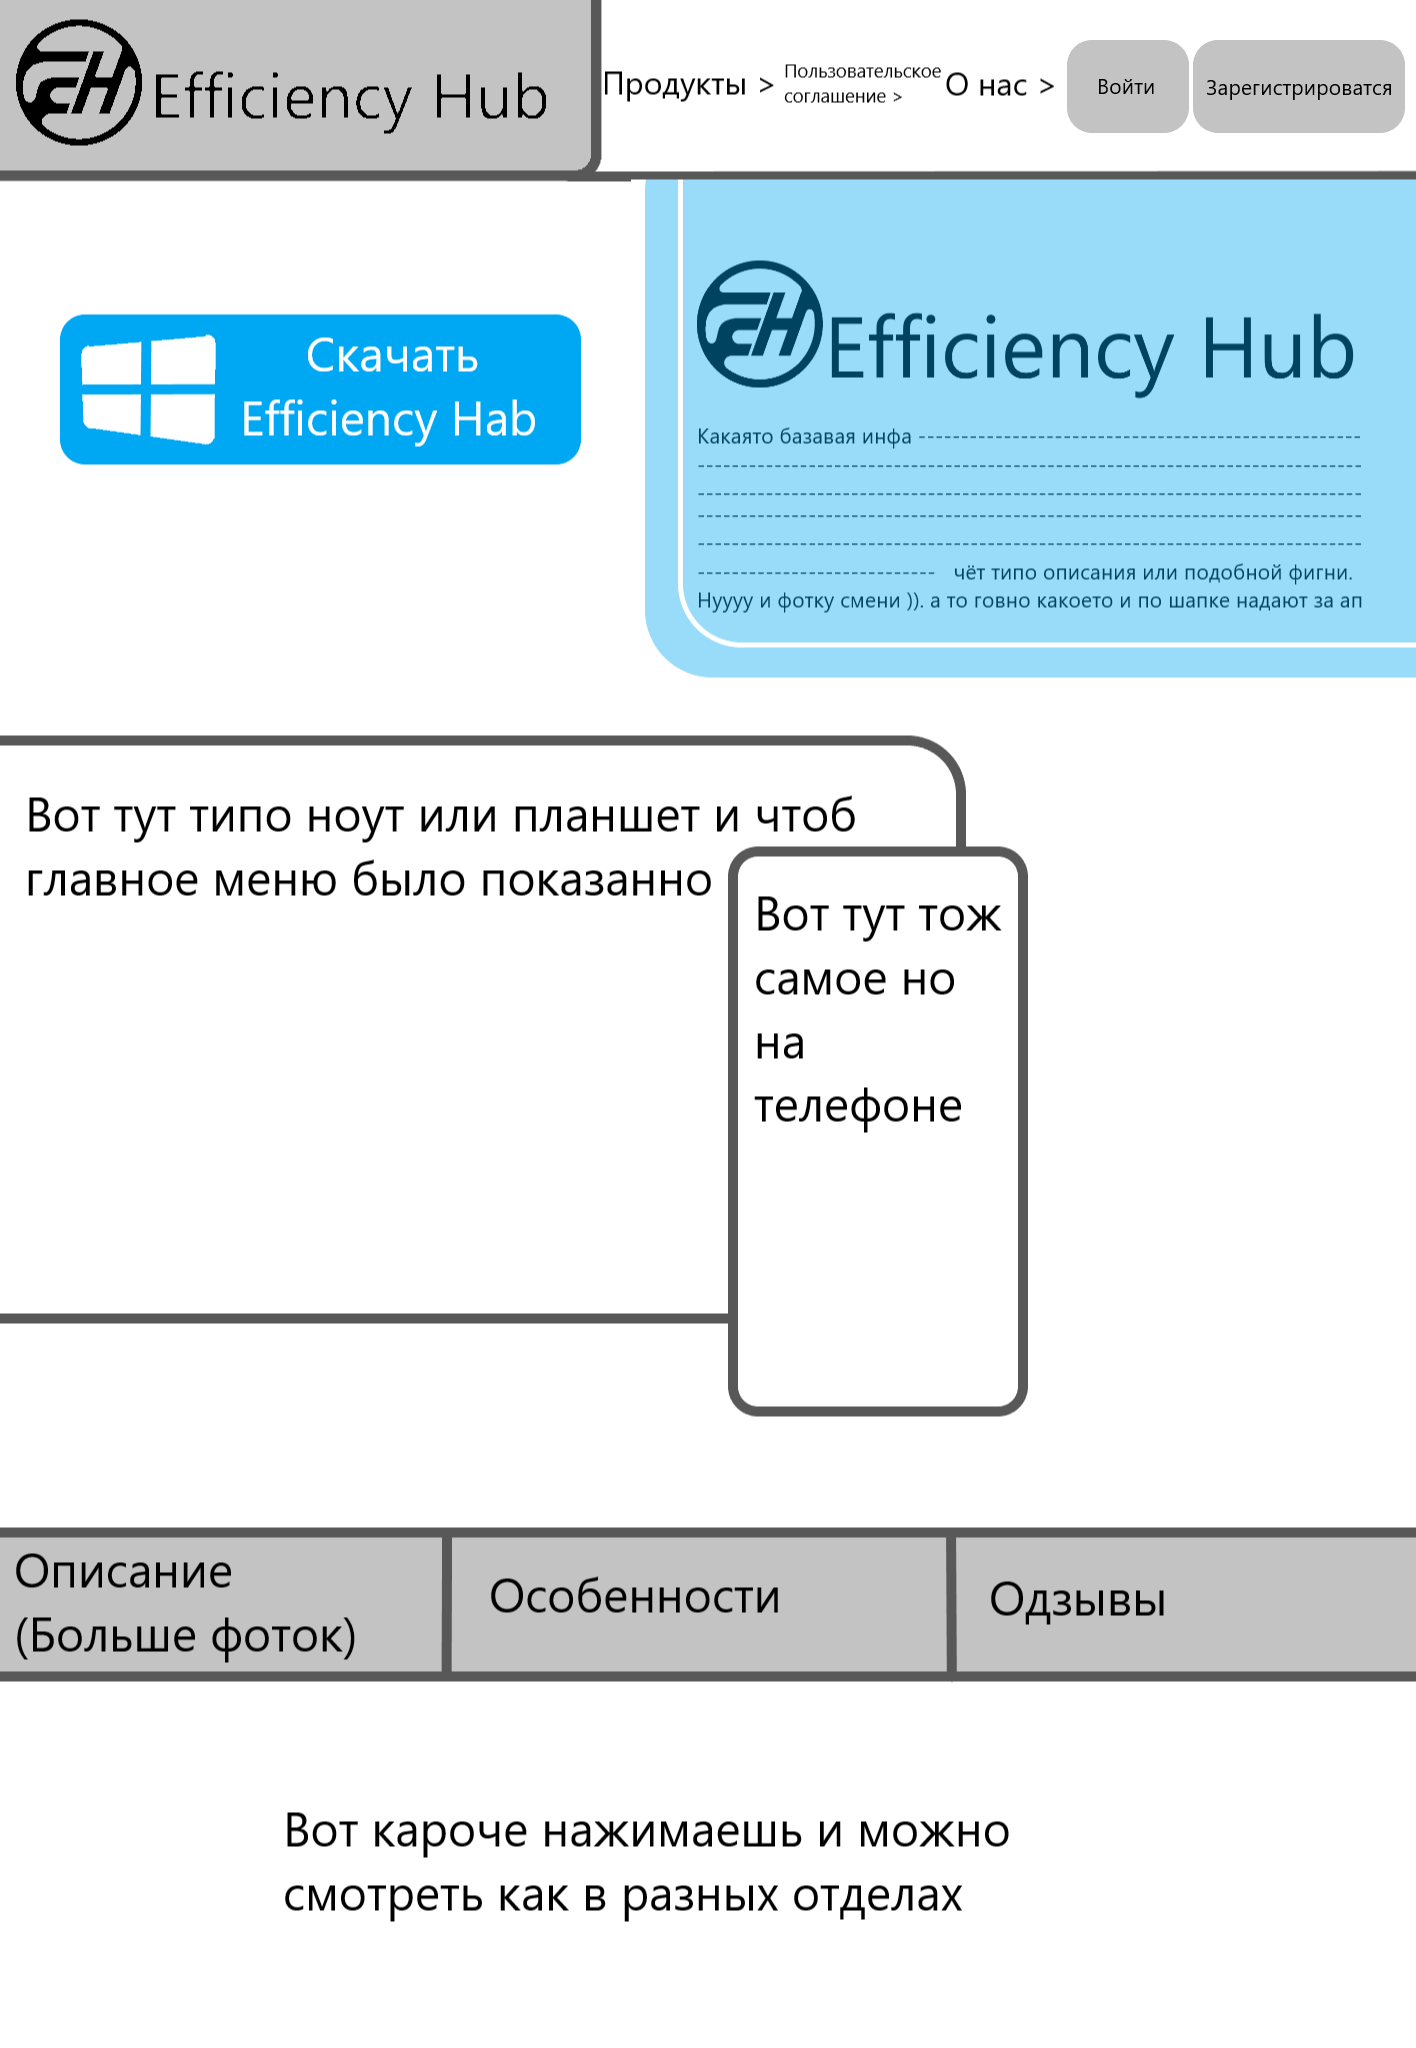 Efficiency Hub
Продукты >
Пользовательское
соглашение >
О нас >
Войти
Зарегистрироватся
Скачать
Efficiency Hab
Efficiency Hub
Какаято базавая инфа ----------------------------------------------------
------------------------------------------------------------------------------
------------------------------------------------------------------------------
------------------------------------------------------------------------------
------------------------------------------------------------------------------
---------------------------- чёт типо описания или подобной фигни.
Нуууу и фотку смени )). а то говно какоето и по шапке надают за ап
Вот тут типо ноут или планшет и чтоб
главное меню было показанно
Вот тут тож
самое но
на
телефоне
Описание
(Больше фоток)
Особенности
Одзывы
Вот кароче нажимаешь и можно
смотреть как в разных отделах